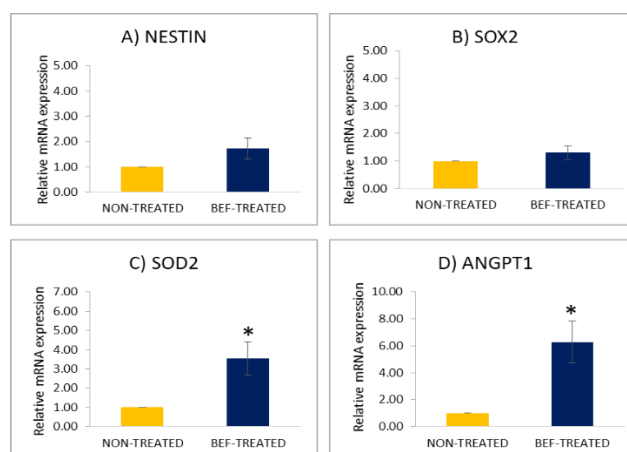 A) NESTIN
Relative mRNA expression
5.00
4.00
3.00
2.00
1.00
0.00
NON-TREATED BEF-TREATED
B) SOX2
Relative mRNA expression
5.00
4.00
3.00
2.00
1.00
0.00
NON-TREATED BEF-TREATED
C) SOD2
Relative mRNA expression
7.00
6.00
5.00
4.00
3.00
2.00
1.00
0.00
*
NON-TREATED BEF-TREATED
D) ANGPT1
Relative mRNA expression
10.00
8.00
6.00
4.00
2.00
0.00
*
NON-TREATED BEF-TREATED